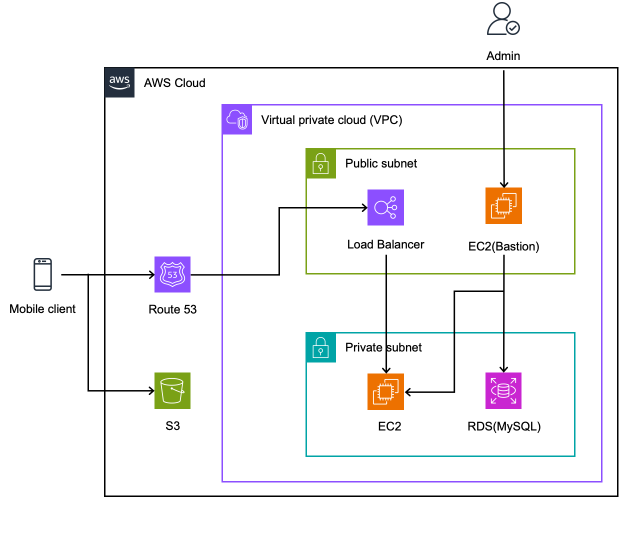 Admin
aws
AWS Cloud
Virtual private cloud (VPC)
Public subnet
Load Balancer
EC2(Bastion)
53
Mobile client
Route 53
Private subnet
S3
EC2
RDS(MySQL)